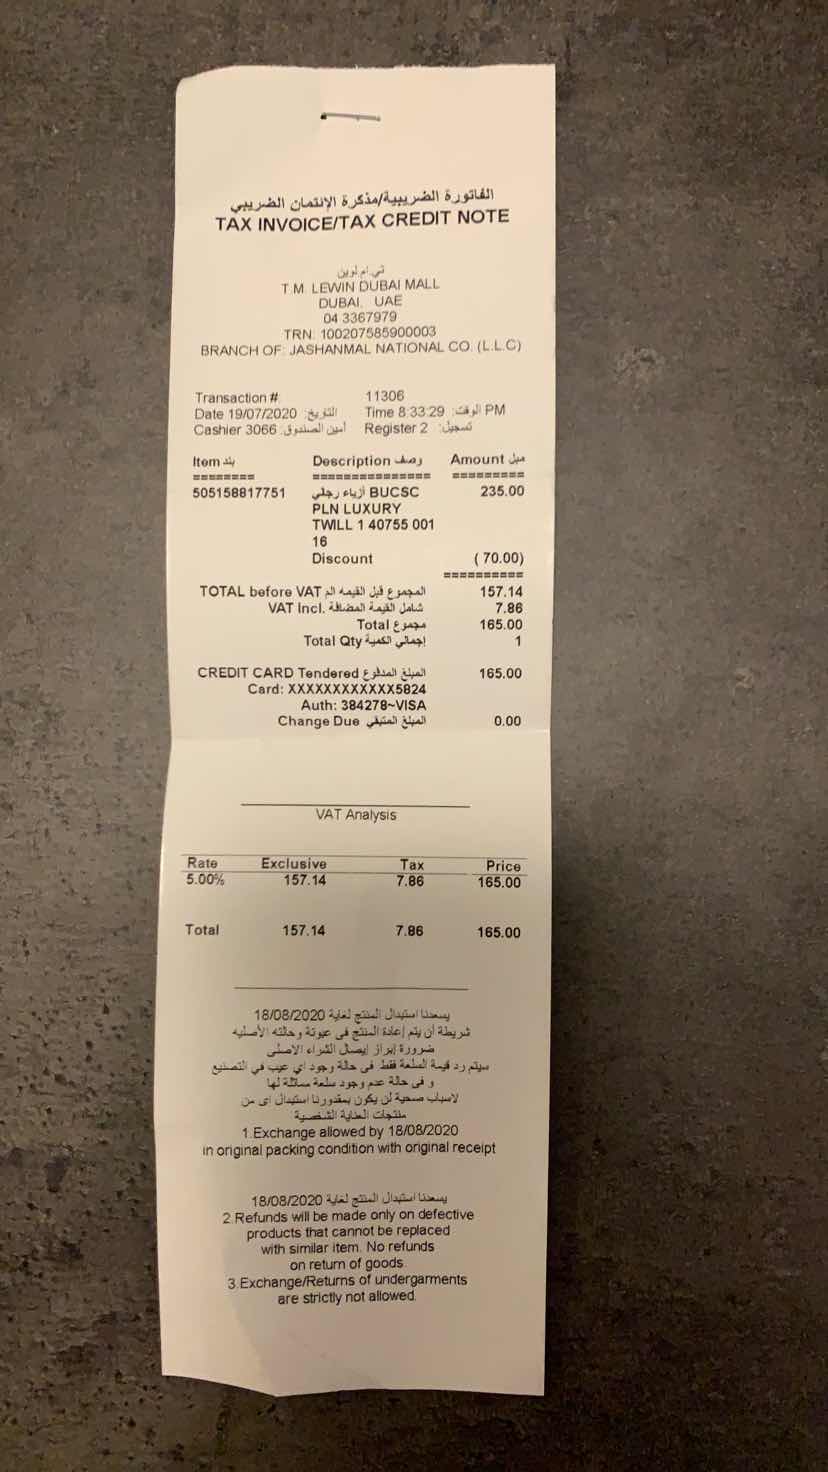 الفاتورة الضريبية/مذكرة الإئتمان الضريبي
TAX INVOICE/TAX CREDIT NOTE
تي.ام.لوين
T.M. LEWIN DUBAI MALL
DUBAI, UAE
04 3367979
TRN: 100207585900003
BRANCH OF: JASHANMAL NATIONAL CO. (L.L.C)
Transaction #: 11306
Date 19/07/2020 :التاريخ Time 8:33:29 :الوقت PM
Cashier 3066 :أمين الصندوق Register 2 :تسجيل
Item بند Description وصف Amount مبل
======== =============== =========
505158817751 أزياء رجالي BUCSC 235.00
PLN LUXURY
TWILL 1 40755 001
16
Discount ( 70.00)
==========
TOTAL before VAT المجموع قبل القيمه الم 157.14
VAT Incl. شامل القيمة المضافة 7.86
Total مجموع 165.00
Total Qty إجمالي الكمية 1
CREDIT CARD Tendered المبلغ المدفوع 165.00
Card: XXXXXXXXXXXX5824
Auth: 384278~VISA
Change Due المبلغ المتبقي 0.00
VAT Analysis
Rate Exclusive Tax Price
5.00% 157.14 7.86 165.00
Total 157.14 7.86 165.00
يسعدنا استبدال المنتج لغاية 18/08/2020
شريطة أن يتم إعادة المنتج في عبوتة وحالته الأصليه
ضرورة إبراز إيصال الشراء الاصلى
سيتم رد قيمة السلعة فقط فى حالة وجود اي عيب في التصنيع
و فى حالة عدم وجود سلعة مماثلة لها
لاسباب صحية لن يكون بمقدورنا استبدال اى من
منتجات العناية الشخصية
1.Exchange allowed by 18/08/2020
in original packing condition with original receipt
يسعدنا استبدال المنتج لغاية 18/08/2020
2.Refunds will be made only on defective
products that cannot be replaced
with similar item. No refunds
on return of goods.
3.Exchange/Returns of undergarments
are strictly not allowed.